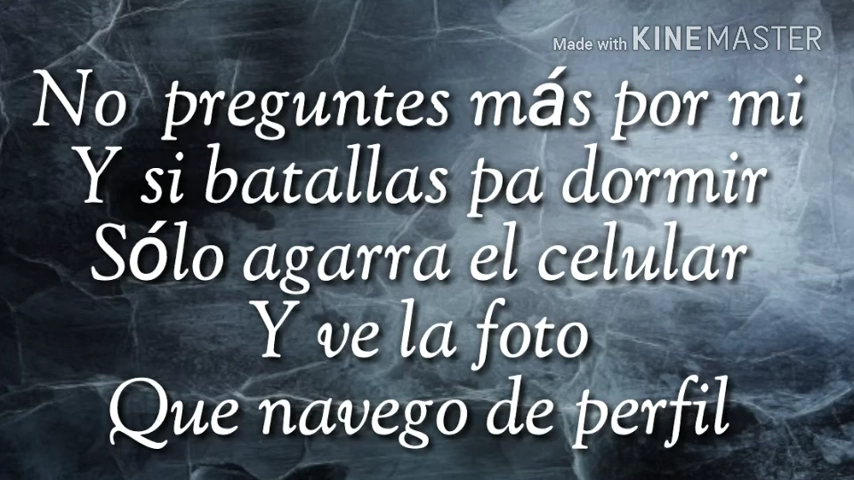 Made with KINEMASTER
No preguntes más por mi
Y si batallas pa dormir
Sólo agarra el celular
Y ve la foto
Que navego de perfil